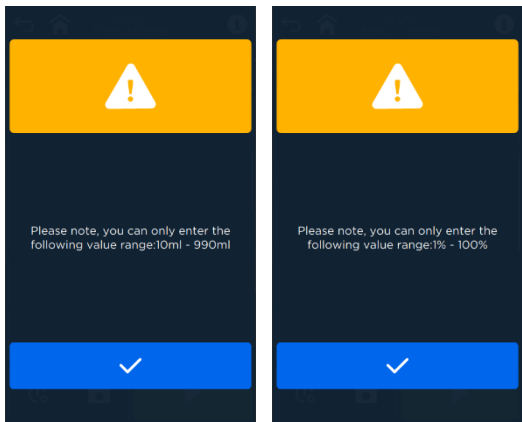 Please note, you can only enter the
following value range:10ml - 990ml
Please note, you can only enter the
following value range:1% - 100%